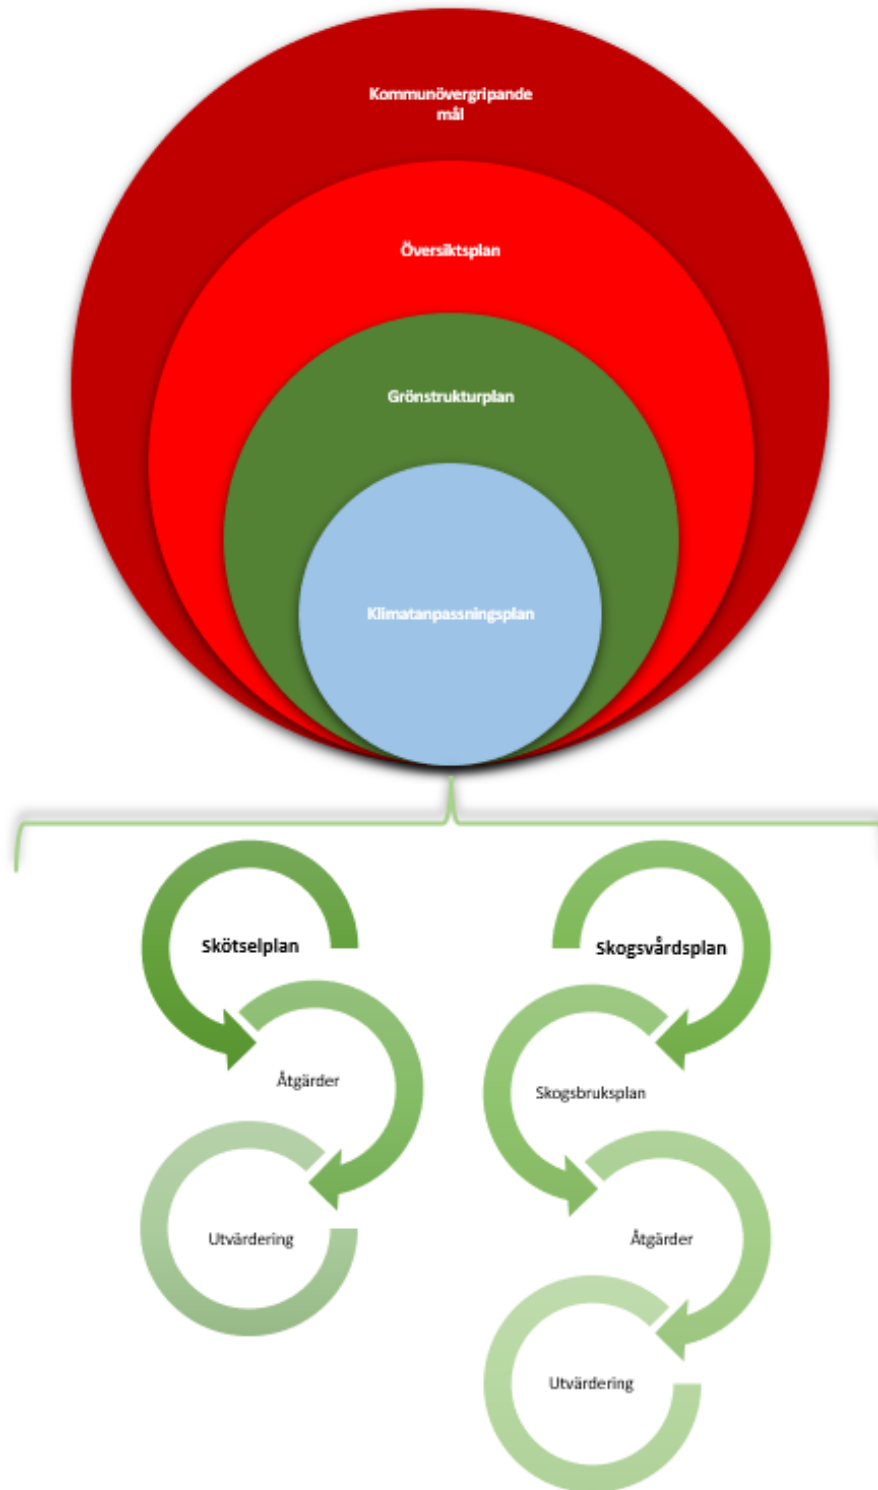 Kommunövergripande
mål
Översiktsplan
Grönstrukturplan
Klimatanpassningsplan
Skötselplan
Åtgärder
Utvärdering
Skogsvårdsplan
Skogsbruksplan
Åtgärder
Utvärdering